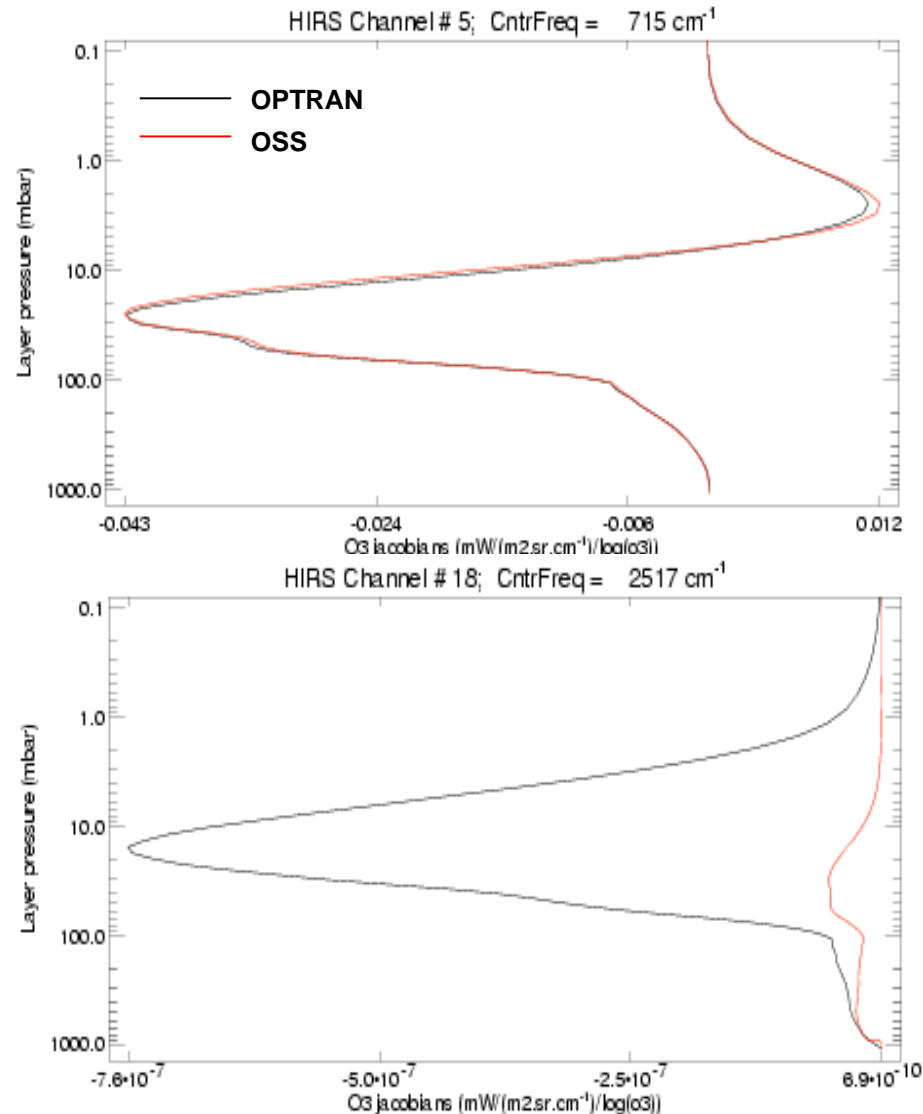 HIRS Channel # 5; CntrFreq = 715 cm⁻¹
OPTRAN
OSS
Layer pressure (mbar)
0.1
1.0
10.0
100.0
1000.0
-0.043 -0.024 -0.006 0.012
O3 jacobians (mW/(m2.sr.cm⁻¹)/log(o3))
HIRS Channel # 18; CntrFreq = 2517 cm⁻¹
Layer pressure (mbar)
0.1
1.0
10.0
100.0
1000.0
-7.6•10⁻⁷ -5.0•10⁻⁷ -2.5•10⁻⁷ 6.9•10⁻¹⁰
O3 jacobians (mW/(m2.sr.cm⁻¹)/log(o3))